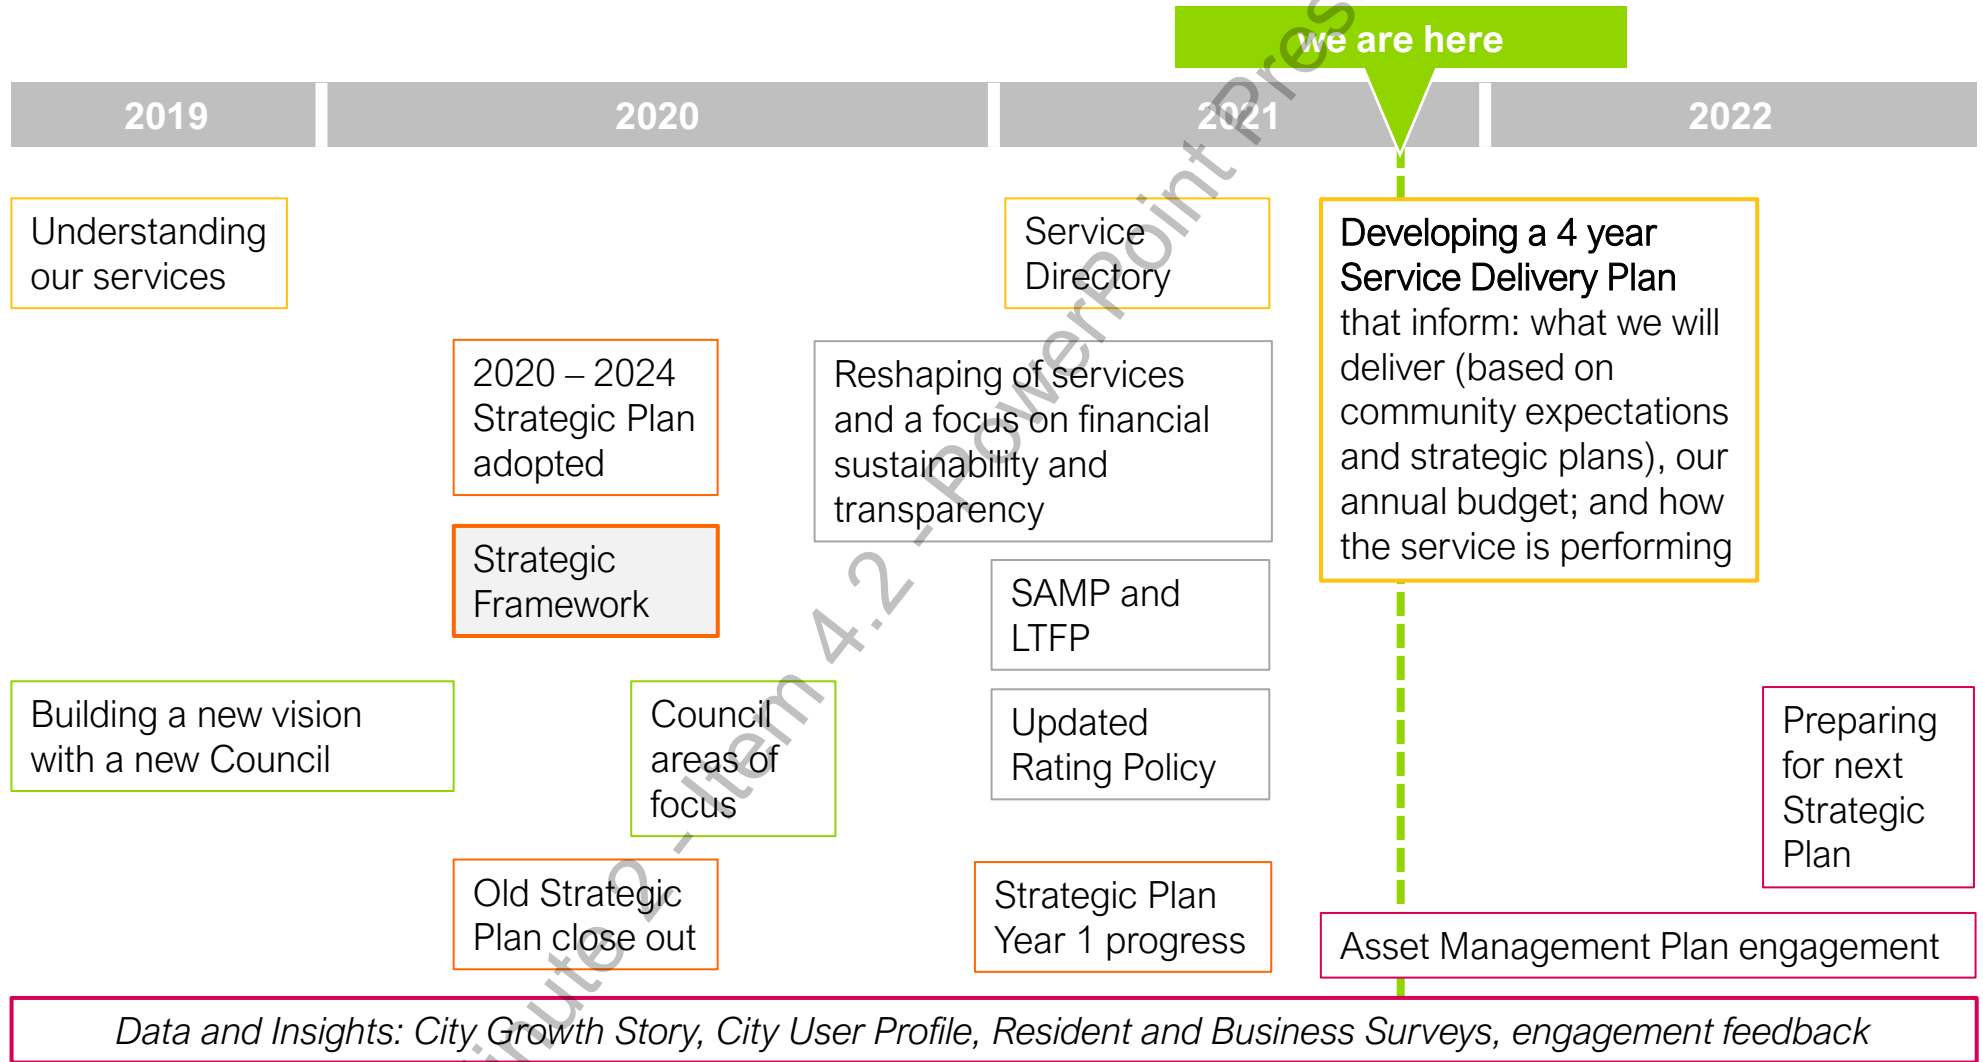 we are here
2019
2020
2021
2022
Understanding
our services
Service
Directory
Developing a 4 year
Service Delivery Plan
that inform: what we will
deliver (based on
community expectations
and strategic plans), our
annual budget; and how
the service is performing
2020 – 2024
Strategic Plan
adopted
Reshaping of services
and a focus on financial
sustainability and
transparency
Strategic
Framework
SAMP and
LTFP
Building a new vision
with a new Council
Council
areas of
focus
Updated
Rating Policy
Preparing
for next
Strategic
Plan
Old Strategic
Plan close out
Strategic Plan
Year 1 progress
Asset Management Plan engagement
Data and Insights: City Growth Story, City User Profile, Resident and Business Surveys, engagement feedback
2 - Item 4.2 - PowerPoint